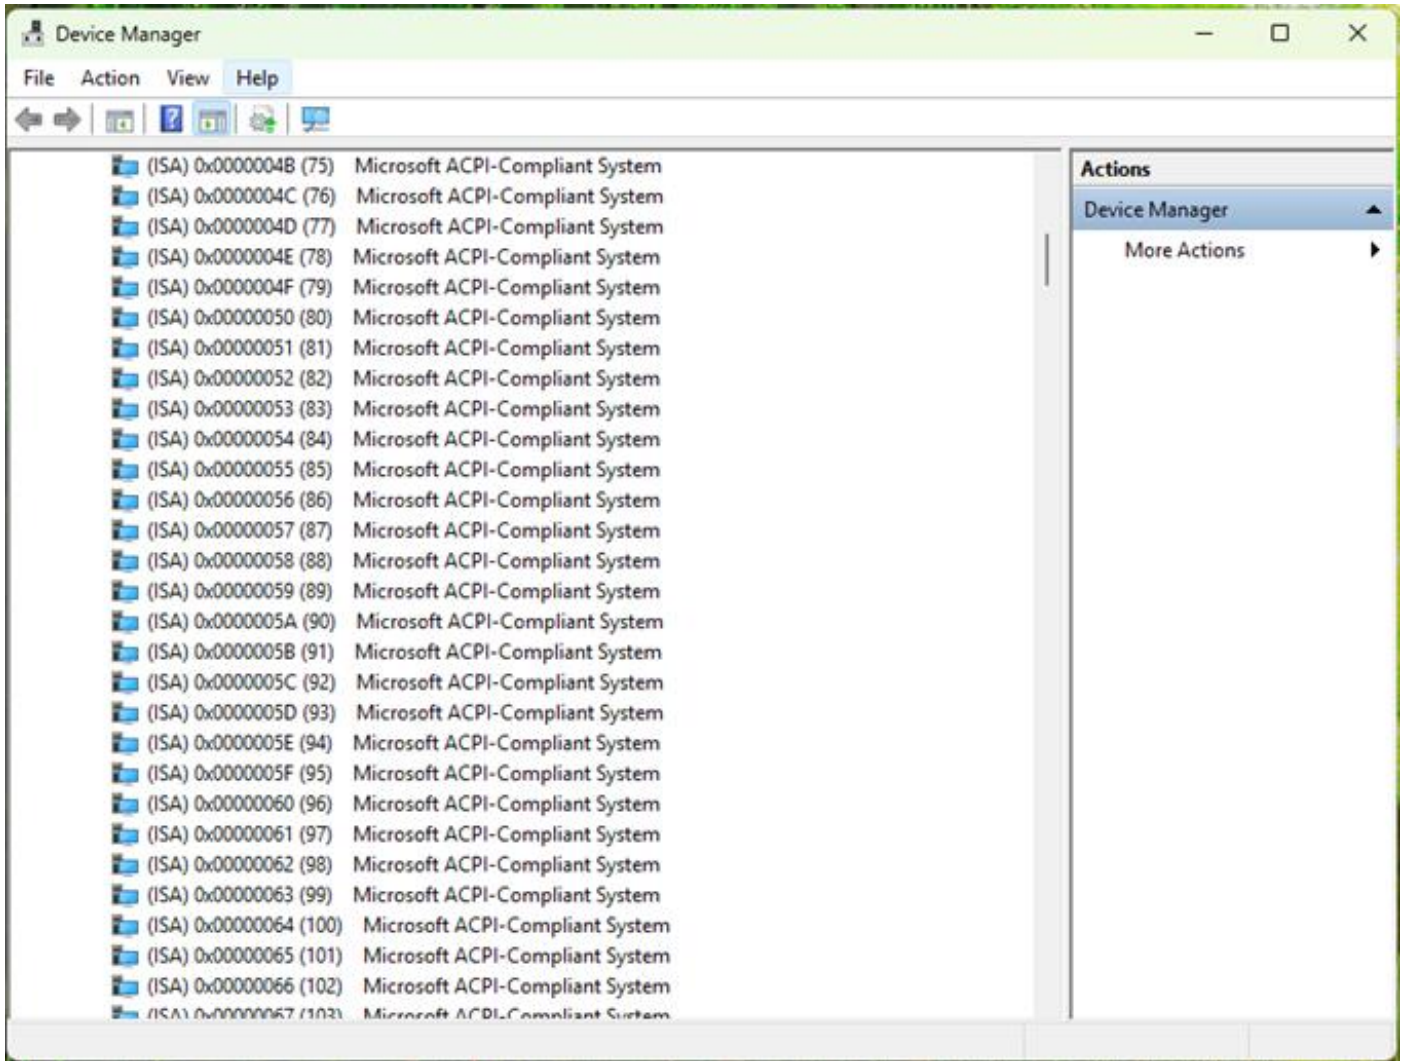 Device Manager
File Action View Help
(ISA) 0x0000004B (75) Microsoft ACPI-Compliant System
(ISA) 0x0000004C (76) Microsoft ACPI-Compliant System
(ISA) 0x0000004D (77) Microsoft ACPI-Compliant System
(ISA) 0x0000004E (78) Microsoft ACPI-Compliant System
(ISA) 0x0000004F (79) Microsoft ACPI-Compliant System
(ISA) 0x00000050 (80) Microsoft ACPI-Compliant System
(ISA) 0x00000051 (81) Microsoft ACPI-Compliant System
(ISA) 0x00000052 (82) Microsoft ACPI-Compliant System
(ISA) 0x00000053 (83) Microsoft ACPI-Compliant System
(ISA) 0x00000054 (84) Microsoft ACPI-Compliant System
(ISA) 0x00000055 (85) Microsoft ACPI-Compliant System
(ISA) 0x00000056 (86) Microsoft ACPI-Compliant System
(ISA) 0x00000057 (87) Microsoft ACPI-Compliant System
(ISA) 0x00000058 (88) Microsoft ACPI-Compliant System
(ISA) 0x00000059 (89) Microsoft ACPI-Compliant System
(ISA) 0x0000005A (90) Microsoft ACPI-Compliant System
(ISA) 0x0000005B (91) Microsoft ACPI-Compliant System
(ISA) 0x0000005C (92) Microsoft ACPI-Compliant System
(ISA) 0x0000005D (93) Microsoft ACPI-Compliant System
(ISA) 0x0000005E (94) Microsoft ACPI-Compliant System
(ISA) 0x0000005F (95) Microsoft ACPI-Compliant System
(ISA) 0x00000060 (96) Microsoft ACPI-Compliant System
(ISA) 0x00000061 (97) Microsoft ACPI-Compliant System
(ISA) 0x00000062 (98) Microsoft ACPI-Compliant System
(ISA) 0x00000063 (99) Microsoft ACPI-Compliant System
(ISA) 0x00000064 (100) Microsoft ACPI-Compliant System
(ISA) 0x00000065 (101) Microsoft ACPI-Compliant System
(ISA) 0x00000066 (102) Microsoft ACPI-Compliant System
(ISA) 0x00000067 (103) Microsoft ACPI-Compliant System
Actions
Device Manager
More Actions